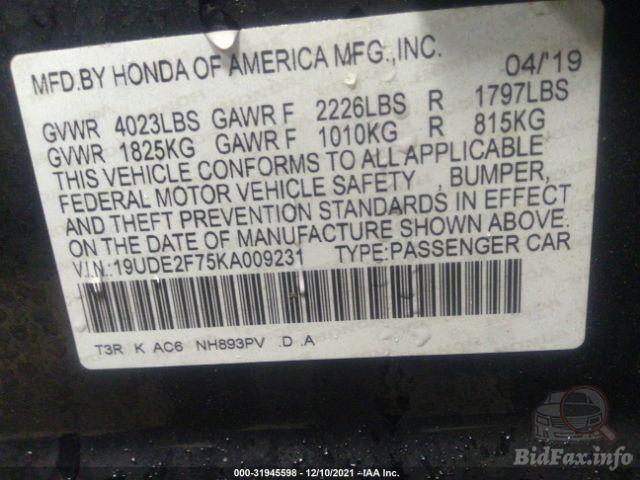 MFD.BY HONDA OF AMERICA MFG.,INC. 04/'19
GVWR 4023LBS GAWR F 2226LBS R 1797LBS
GVWR 1825KG GAWR F 1010KG R 815KG
THIS VEHICLE CONFORMS TO ALL APPLICABLE
FEDERAL MOTOR VEHICLE SAFETY , BUMPER,
AND THEFT PREVENTION STANDARDS IN EFFECT
ON THE DATE OF MANUFACTURE SHOWN ABOVE.
V.I.N.:19UDE2F75KA009231 TYPE:PASSENGER CAR
T3R K AC6 NH893PV .D .A
000-31945598 - 12/10/2021 - IAA Inc.
BidFax.info